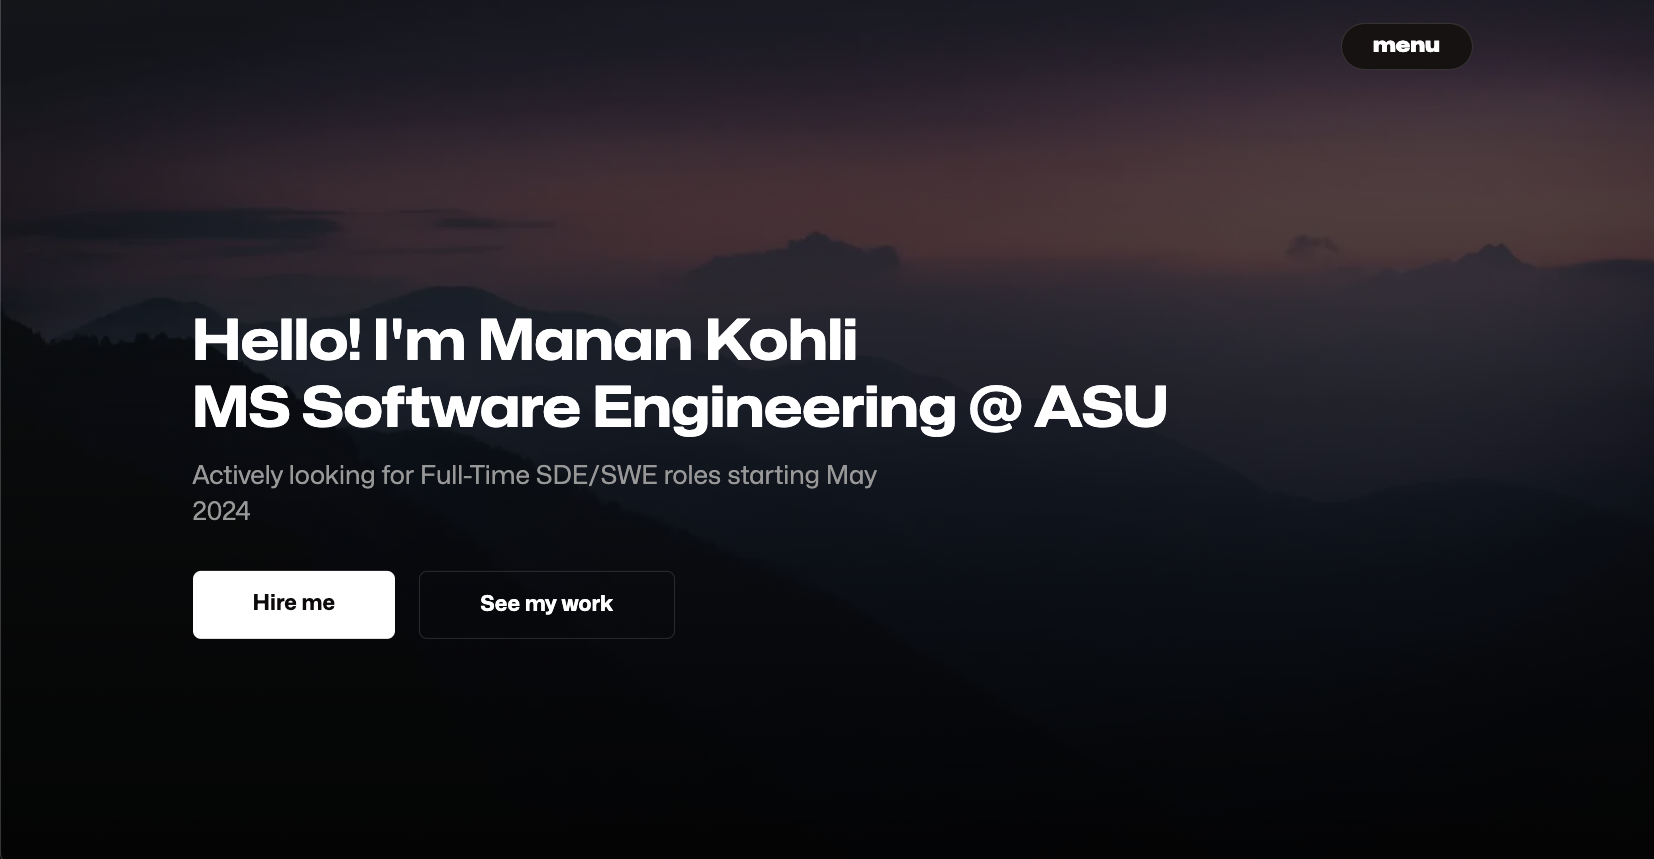 menu
Hello! I'm Manan Kohli
MS Software Engineering @ ASU
Actively looking for Full-Time SDE/SWE roles starting May
2024
Hire me
See my work